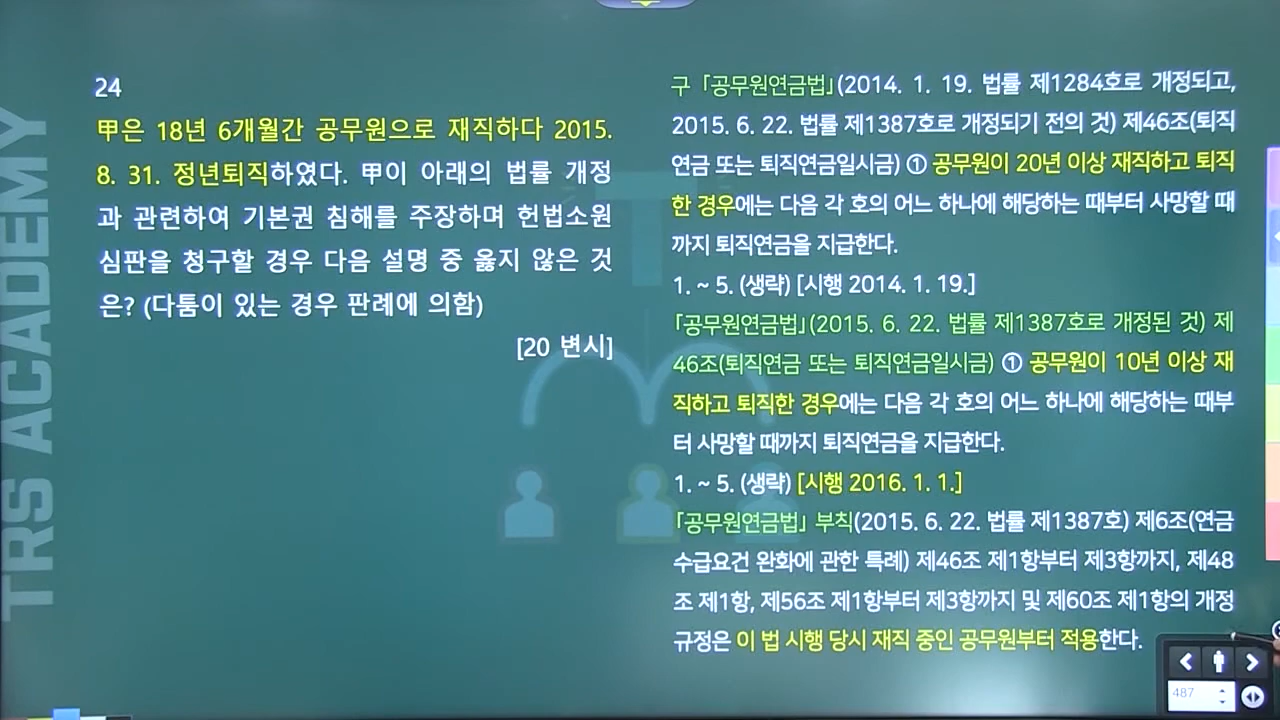 24
甲은 18년 6개월간 공무원으로 재직하다 2015.
8. 31. 정년퇴직하였다. 甲이 아래의 법률 개정
과 관련하여 기본권 침해를 주장하며 헌법소원
심판을 청구할 경우 다음 설명 중 옳지 않은 것
은? (다툼이 있는 경우 판례에 의함)
[20 변시]
구 「공무원연금법」(2014. 1. 19. 법률 제1284호로 개정되고,
2015. 6. 22. 법률 제1387호로 개정되기 전의 것) 제46조(퇴직
연금 또는 퇴직연금일시금) ① 공무원이 20년 이상 재직하고 퇴직
한 경우에는 다음 각 호의 어느 하나에 해당하는 때부터 사망할 때
까지 퇴직연금을 지급한다.
1. ~ 5. (생략) [시행 2014. 1. 19.]
「공무원연금법」(2015. 6. 22. 법률 제1387호로 개정된 것) 제
46조(퇴직연금 또는 퇴직연금일시금) ① 공무원이 10년 이상 재
직하고 퇴직한 경우에는 다음 각 호의 어느 하나에 해당하는 때부
터 사망할 때까지 퇴직연금을 지급한다.
1. ~ 5. (생략) [시행 2016. 1. 1.]
「공무원연금법」 부칙(2015. 6. 22. 법률 제1387호) 제6조(연금
수급요건 완화에 관한 특례) 제46조 제1항부터 제3항까지, 제48
조 제1항, 제56조 제1항부터 제3항까지 및 제60조 제1항의 개정
규정은 이 법 시행 당시 재직 중인 공무원부터 적용한다.
TRS ACADEMY
487